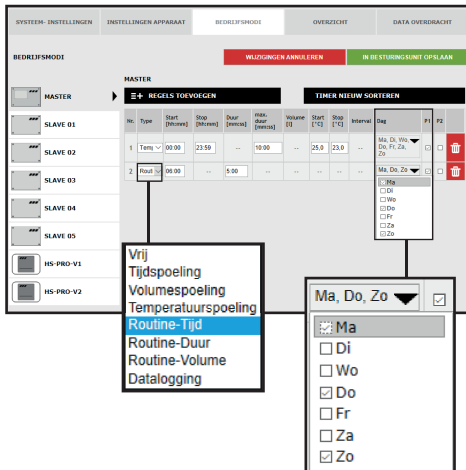 SYSTEEM- INSTELLINGEN INSTELLINGEN APPARAAT BEDRIJFSMODI OVERZICHT DATA OVERDRACHT
BEDRIJFSMODI WIJZIGINGEN ANNULEREN IN BESTURINGSUNIT OPSLAAN
MASTER
MASTER
SLAVE 01
SLAVE 02
SLAVE 03
SLAVE 04
SLAVE 05
HS-PRO-V1
HS-PRO-V2
REGELS TOEVOEGEN TIMER NIEUW SORTEREN
Nr. Type Start [hh:mm] Stop [hh:mm] Duur [mm:ss] max. duur [mm:ss] Volume [l] Start [°C] Stop [°C] Interval Dag P1 P2
1 Tem 00:00 23:59 -- 10:00 -- 25,0 23,0 -- Ma, Di, Wo, Do, Fr, Za, Zo
2 Rout 06:00 -- 5:00 -- -- -- -- -- Ma, Do, Zo
Ma
Di
Wo
Do
Fr
Za
Zo
Vrij
Tijdspoeling
Volumespoeling
Temperatuurspoeling
Routine-Tijd
Routine-Duur
Routine-Volume
Datalogging
Ma, Do, Zo
Ma
Di
Wo
Do
Fr
Za
Zo